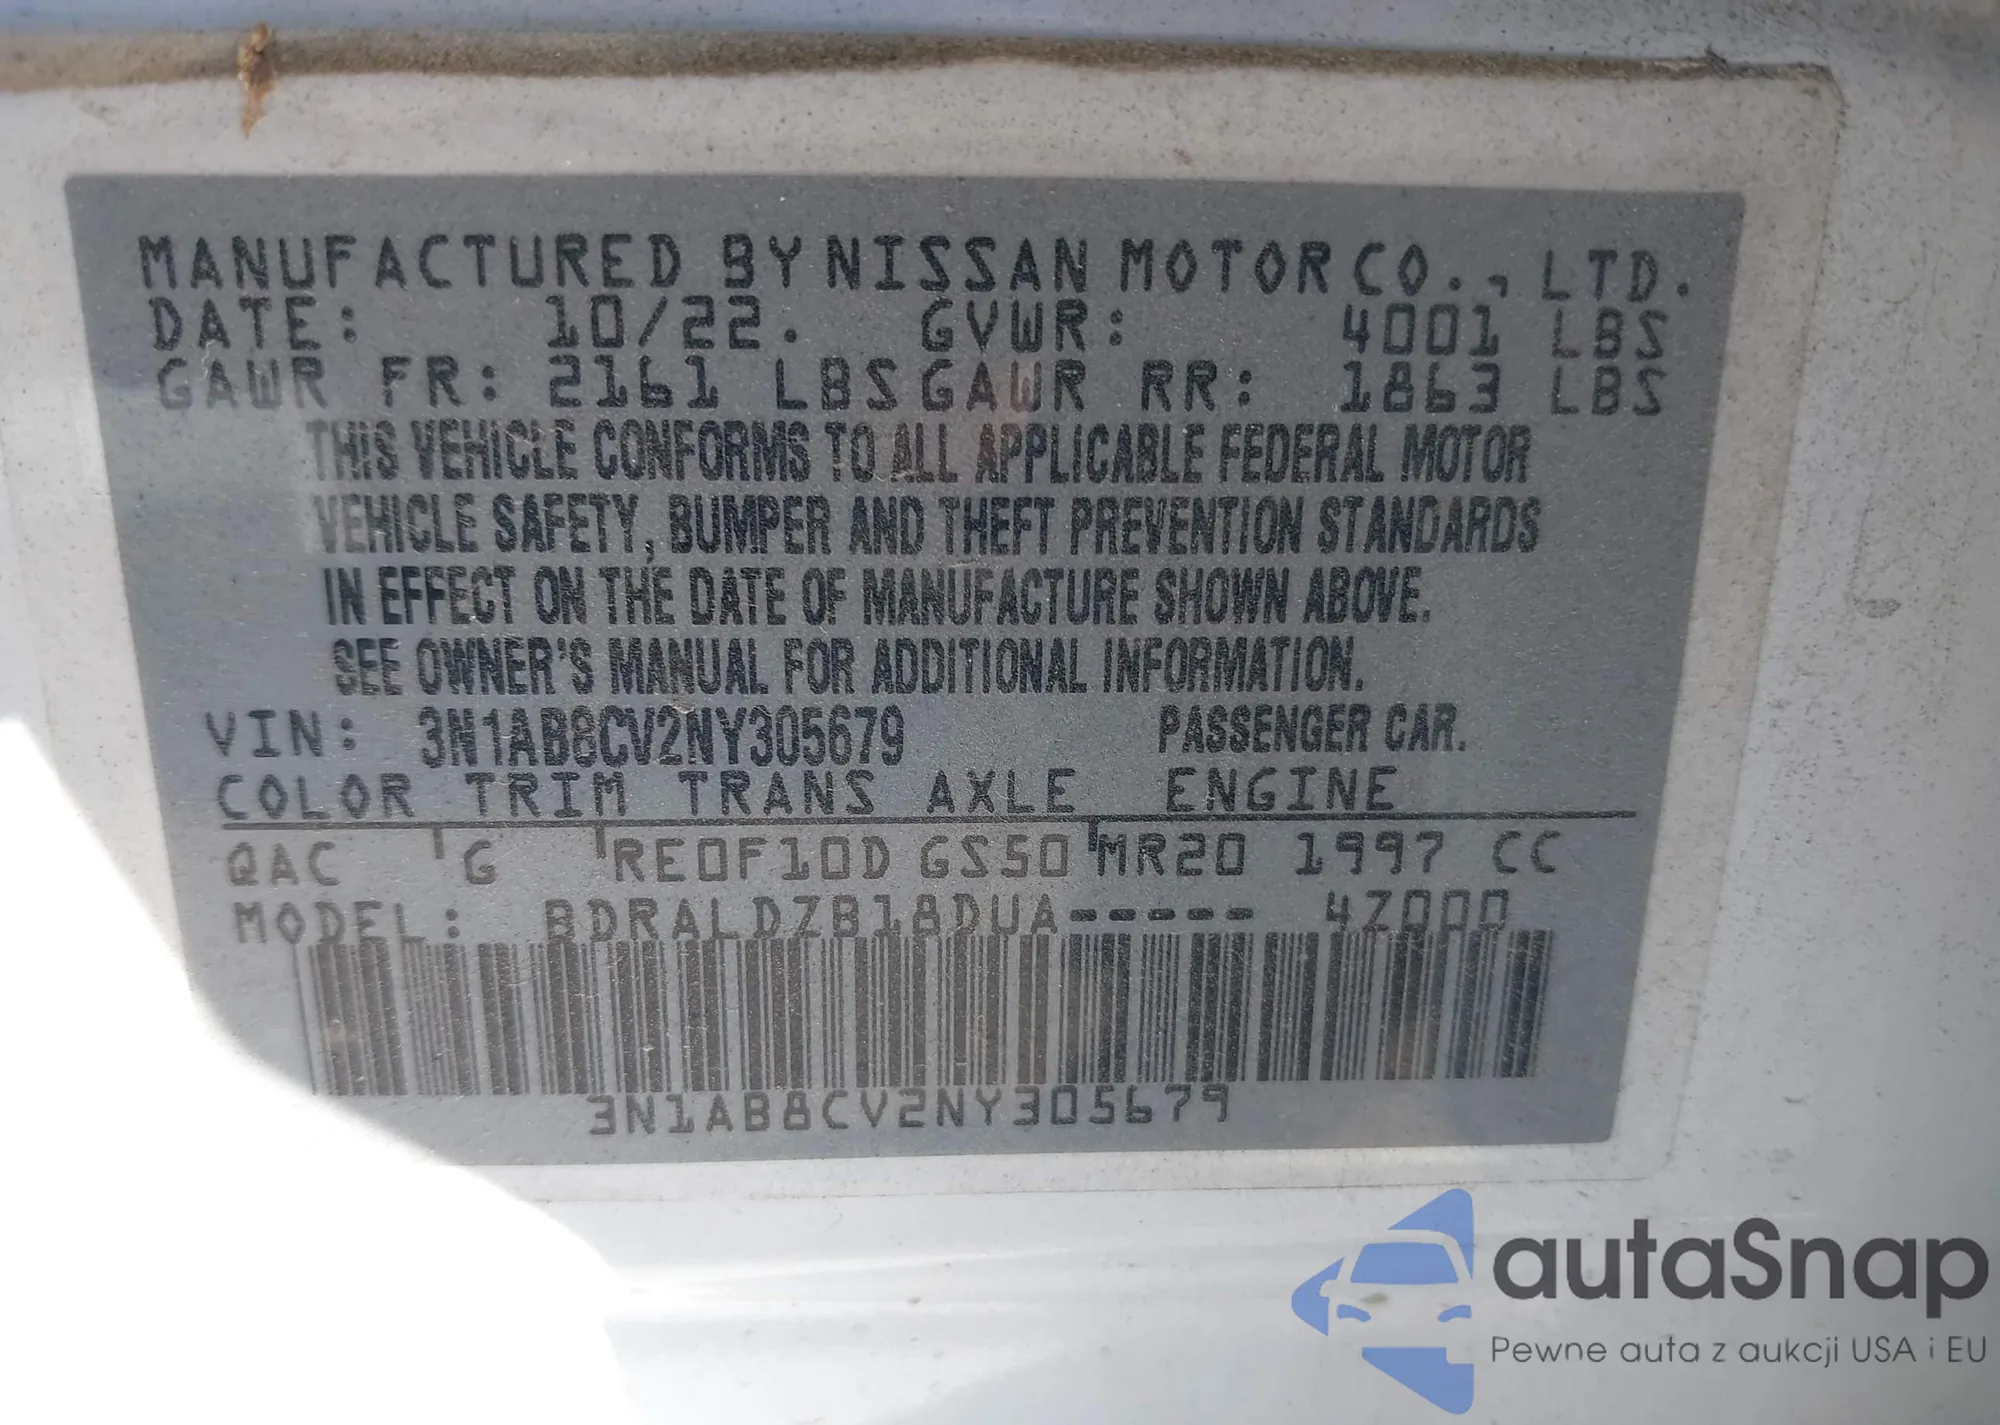 MANUFACTURED BY NISSAN MOTOR CO., LTD.
DATE: 10/22. GVWR: 4001 LBS
GAWR FR: 2161 LBS GAWR RR: 1863 LBS
THIS VEHICLE CONFORMS TO ALL APPLICABLE FEDERAL MOTOR
VEHICLE SAFETY, BUMPER AND THEFT PREVENTION STANDARDS
IN EFFECT ON THE DATE OF MANUFACTURE SHOWN ABOVE.
SEE OWNER'S MANUAL FOR ADDITIONAL INFORMATION.
VIN: 3N1AB8CV2NY305679 PASSENGER CAR.
COLOR TRIM TRANS AXLE ENGINE
QAC G RE0F10D GS50 MR20 1997 CC
MODEL: BDRALDZB18DUA----- 4Z000
3N1AB8CV2NY305679
autaSnap
Pewne auta z aukcji USA i EU